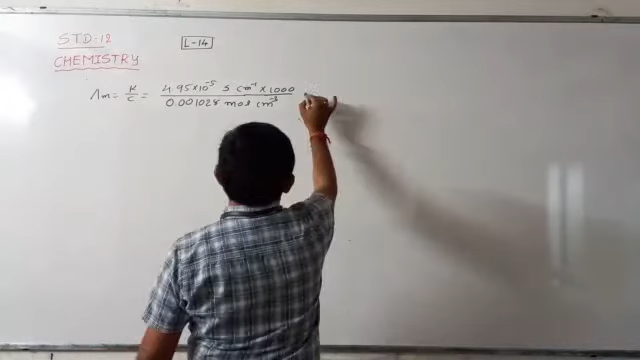 STD-12
L-14
CHEMISTRY
Λm = K/C = 4.95×10⁻⁵ S cm⁻¹ × 1000 / 0.001028 mol cm⁻³